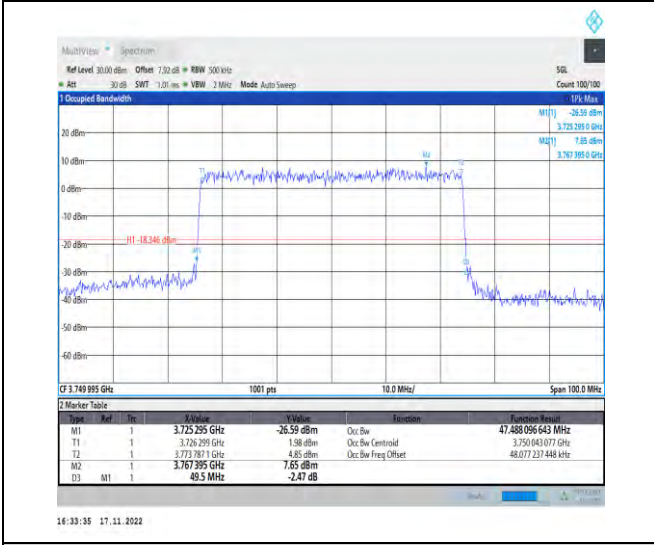 MultiView Spectrum
Ref Level 30.00 dBm Offset 7.92 dB RBW 500 kHz SGL
Att 30 dB SWT 1.01 ms VBW 2 MHz Mode Auto Sweep Count 100/100
1 Occupied Bandwidth 1Pk Max
M1[1] -26.59 dBm
3.725 295 0 GHz
20 dBm
M2[1] 7.65 dBm
3.767 395 0 GHz
10 dBm
M2
T1
T2
0 dBm
-10 dBm
H1 -18.346 dBm
-20 dBm
M1
D3
-30 dBm
-40 dBm
-50 dBm
-60 dBm
CF 3.749 995 GHz 1001 pts 10.0 MHz/ Span 100.0 MHz
2 Marker Table
Type Ref Trc X-Value Y-Value Function Function Result
M1 1 3.725 295 GHz -26.59 dBm Occ Bw 47.488 096 643 MHz
T1 1 3.726 299 GHz 1.98 dBm Occ Bw Centroid 3.750 043 077 GHz
T2 1 3.773 787 1 GHz 4.85 dBm Occ Bw Freq Offset 48.077 237 448 kHz
M2 1 3.767 395 GHz 7.65 dBm
D3 M1 1 49.5 MHz -2.47 dB
16:33:35 17.11.2022